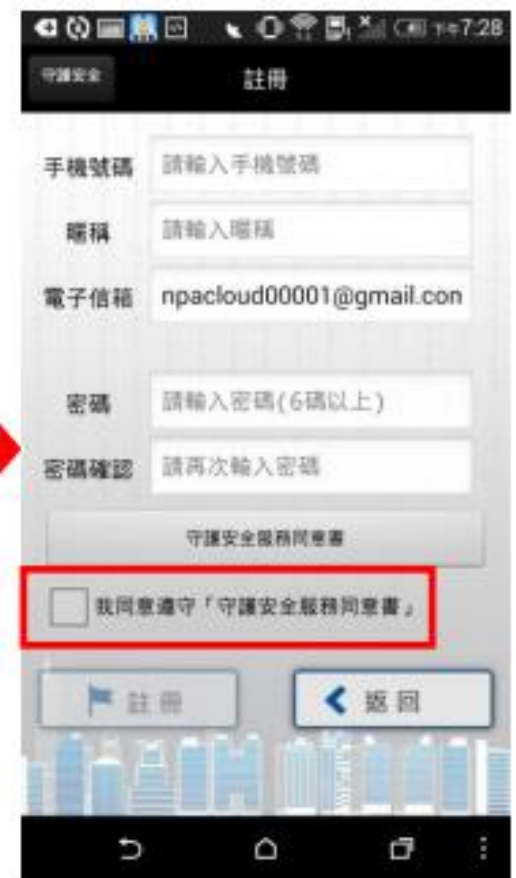 下午7:28
守護安全
註冊
手機號碼 請輸入手機號碼
暱稱 請輸入暱稱
電子信箱 npacloud00001@gmail.con
密碼 請輸入密碼(6碼以上)
密碼確認 請再次輸入密碼
守護安全服務同意書
我同意遵守「守護安全服務同意書」
註冊
返回